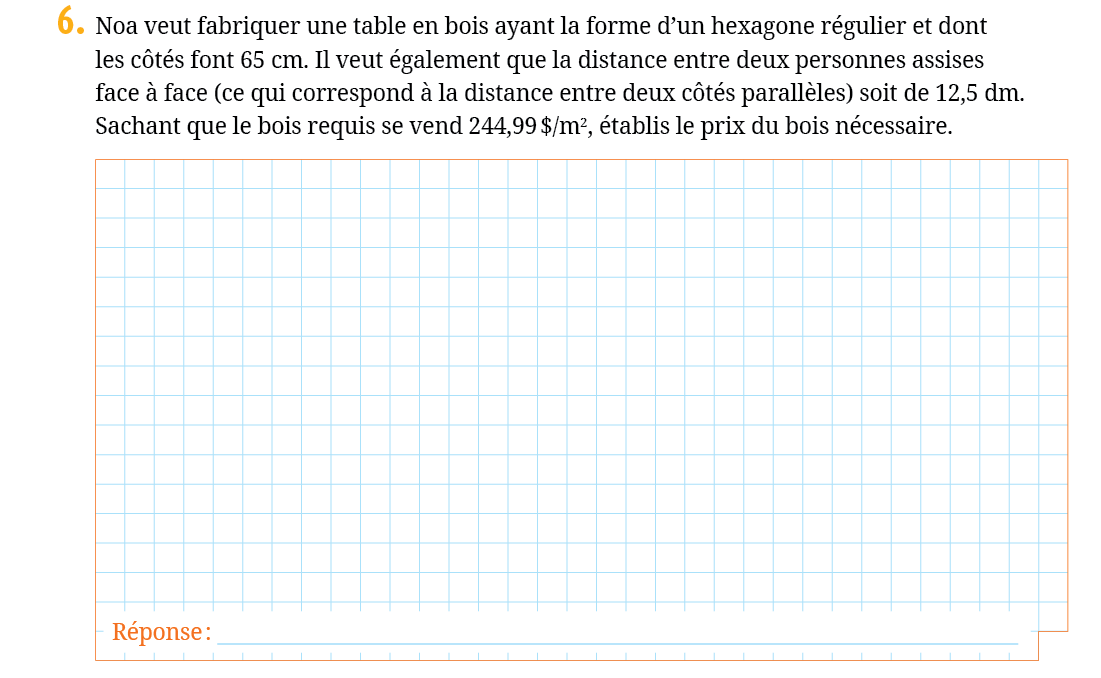 6. Noa veut fabriquer une table en bois ayant la forme d’un hexagone régulier et dont
les côtés font 65 cm. Il veut également que la distance entre deux personnes assises
face à face (ce qui correspond à la distance entre deux côtés parallèles) soit de 12,5 dm.
Sachant que le bois requis se vend 244,99 $/m², établis le prix du bois nécessaire.
Réponse :